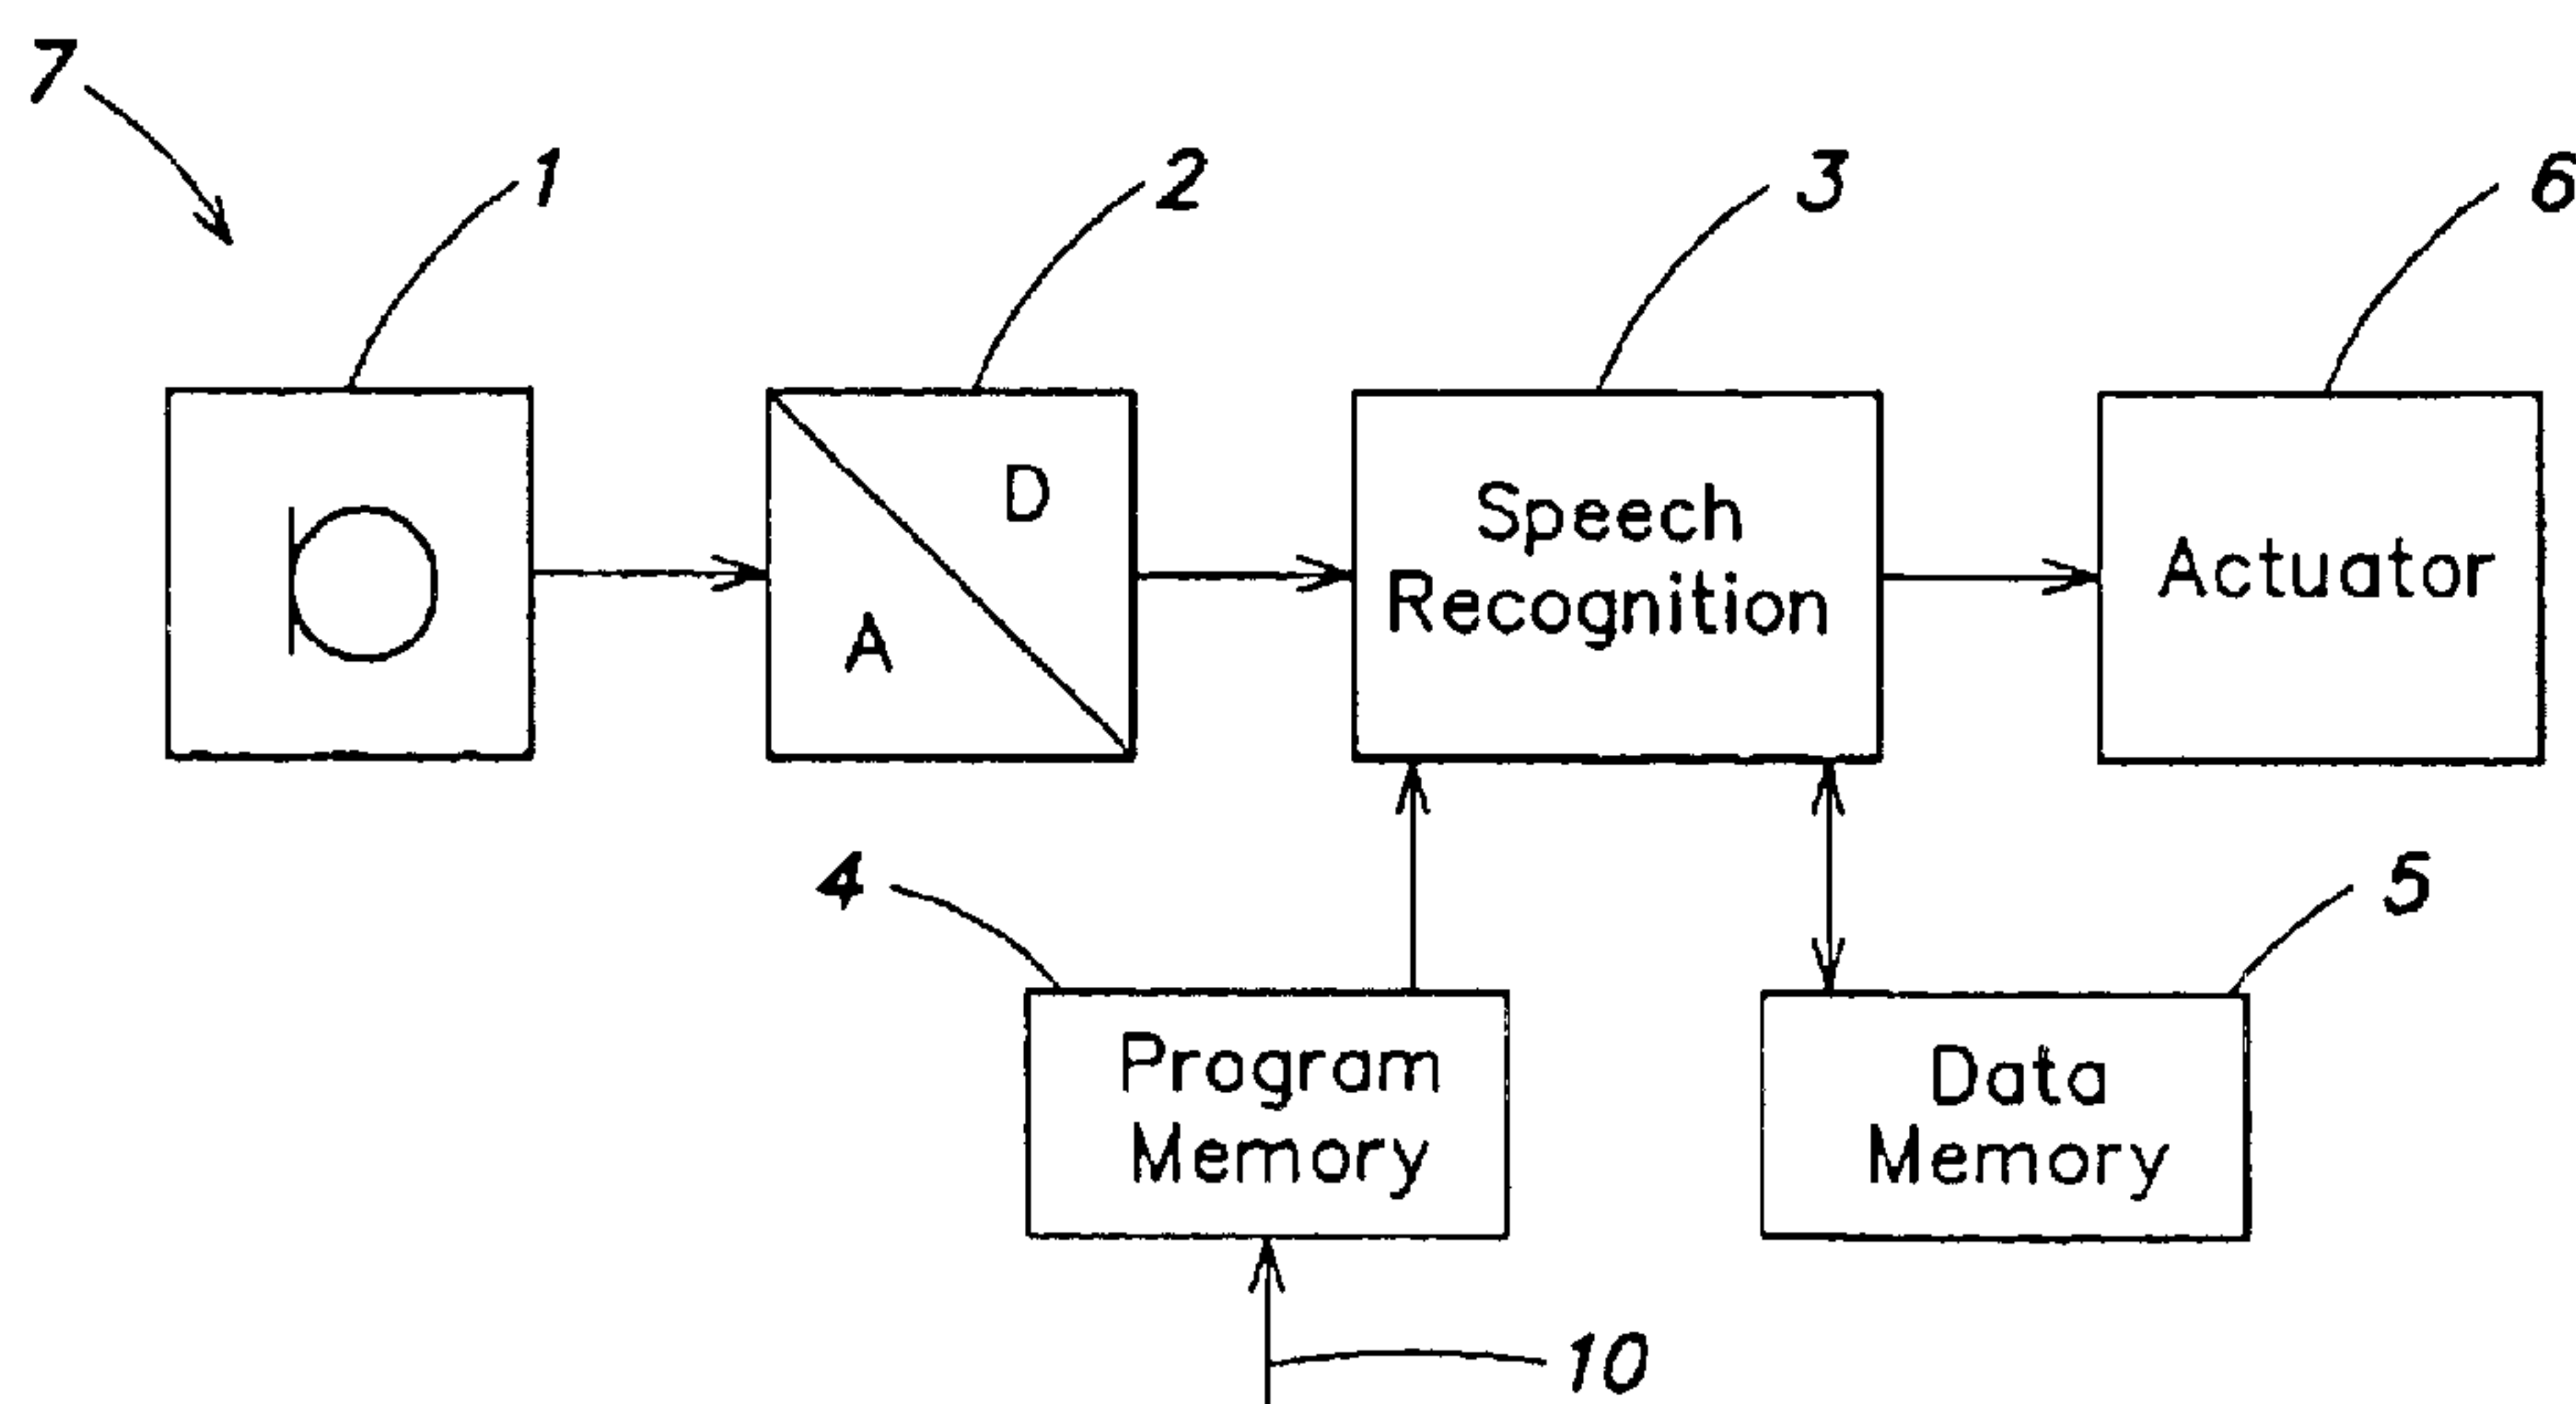 7
1
2
3
6
D
A
Speech
Recognition
Actuator
4
5
Program
Memory
Data
Memory
10